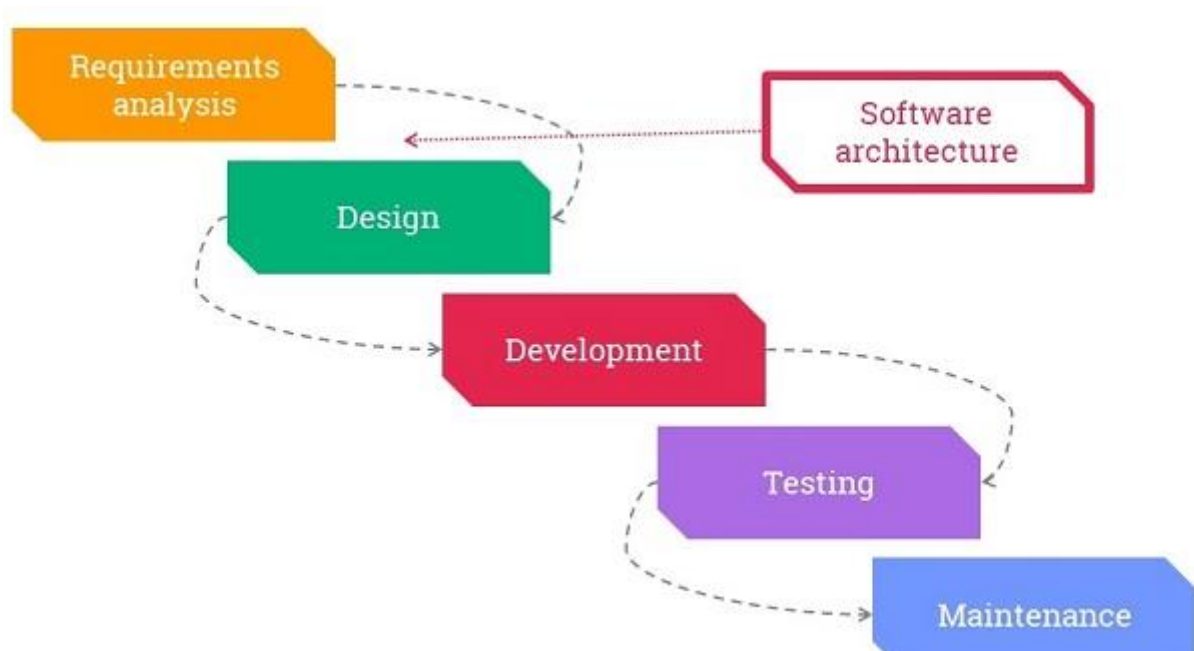 Requirements
analysis
Software
architecture
Design
Development
Testing
Maintenance